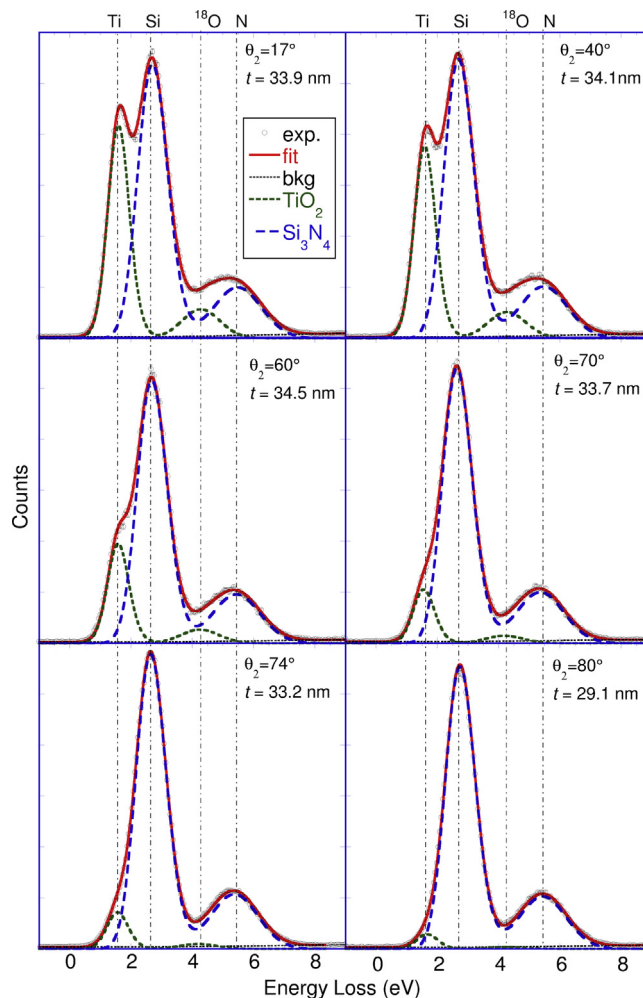 Ti Si ¹⁸O N Ti Si ¹⁸O N
θ₂=17°
t = 33.9 nm
exp.
fit
bkg
TiO₂
Si₃N₄
θ₂=40°
t = 34.1nm
θ₂=60°
t = 34.5 nm
θ₂=70°
t = 33.7 nm
θ₂=74°
t = 33.2 nm
θ₂=80°
t = 29.1 nm
Counts
0 2 4 6 8 0 2 4 6 8
Energy Loss (eV)